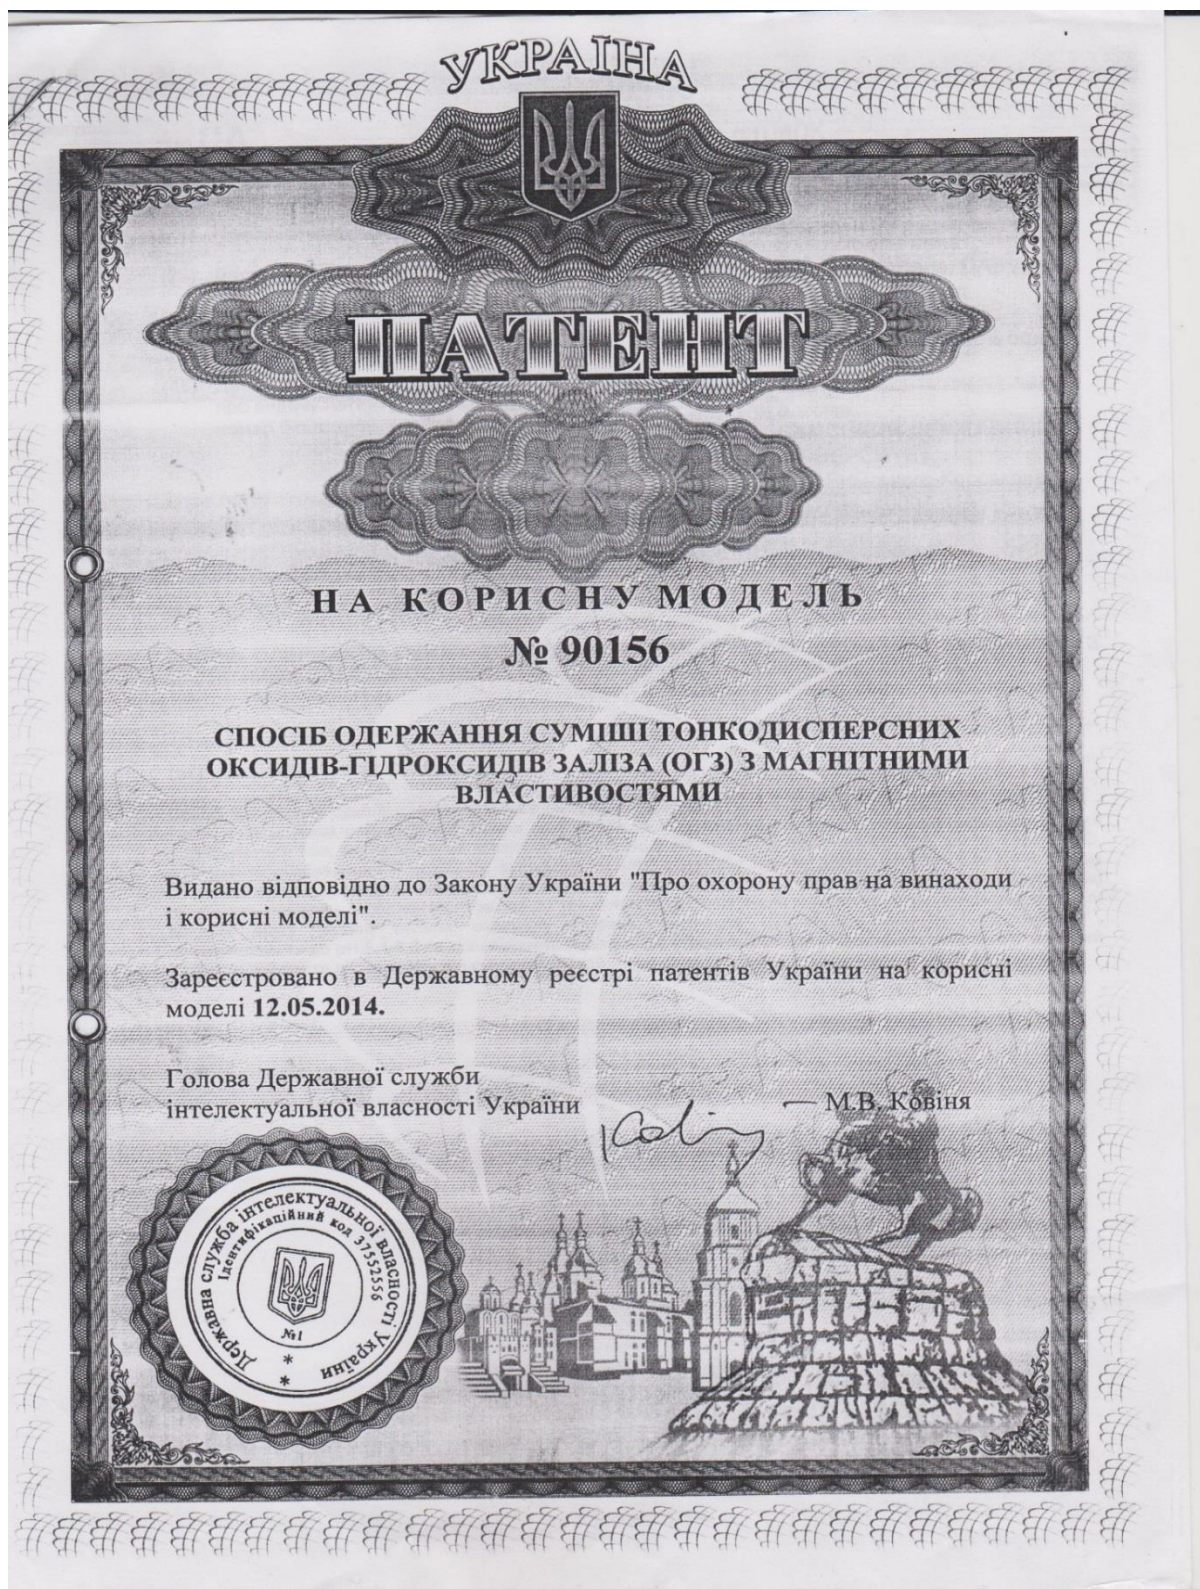 УКРАЇНА
ПАТЕНТ
НА КОРИСНУ МОДЕЛЬ
№ 90156
СПОСІБ ОДЕРЖАННЯ СУМІШІ ТОНКОДИСПЕРСНИХ
ОКСИДІВ-ГІДРОКСИДІВ ЗАЛІЗА (ОГЗ) З МАГНІТНИМИ
ВЛАСТИВОСТЯМИ
Видано відповідно до Закону України "Про охорону прав на винаходи
і корисні моделі".
Зареєстровано в Державному реєстрі патентів України на корисні
моделі 12.05.2014.
Голова Державної служби
інтелектуальної власності України
М.В. Ковіня
Державна служба інтелектуальної власності України
Ідентифікаційний код 37552556
№1